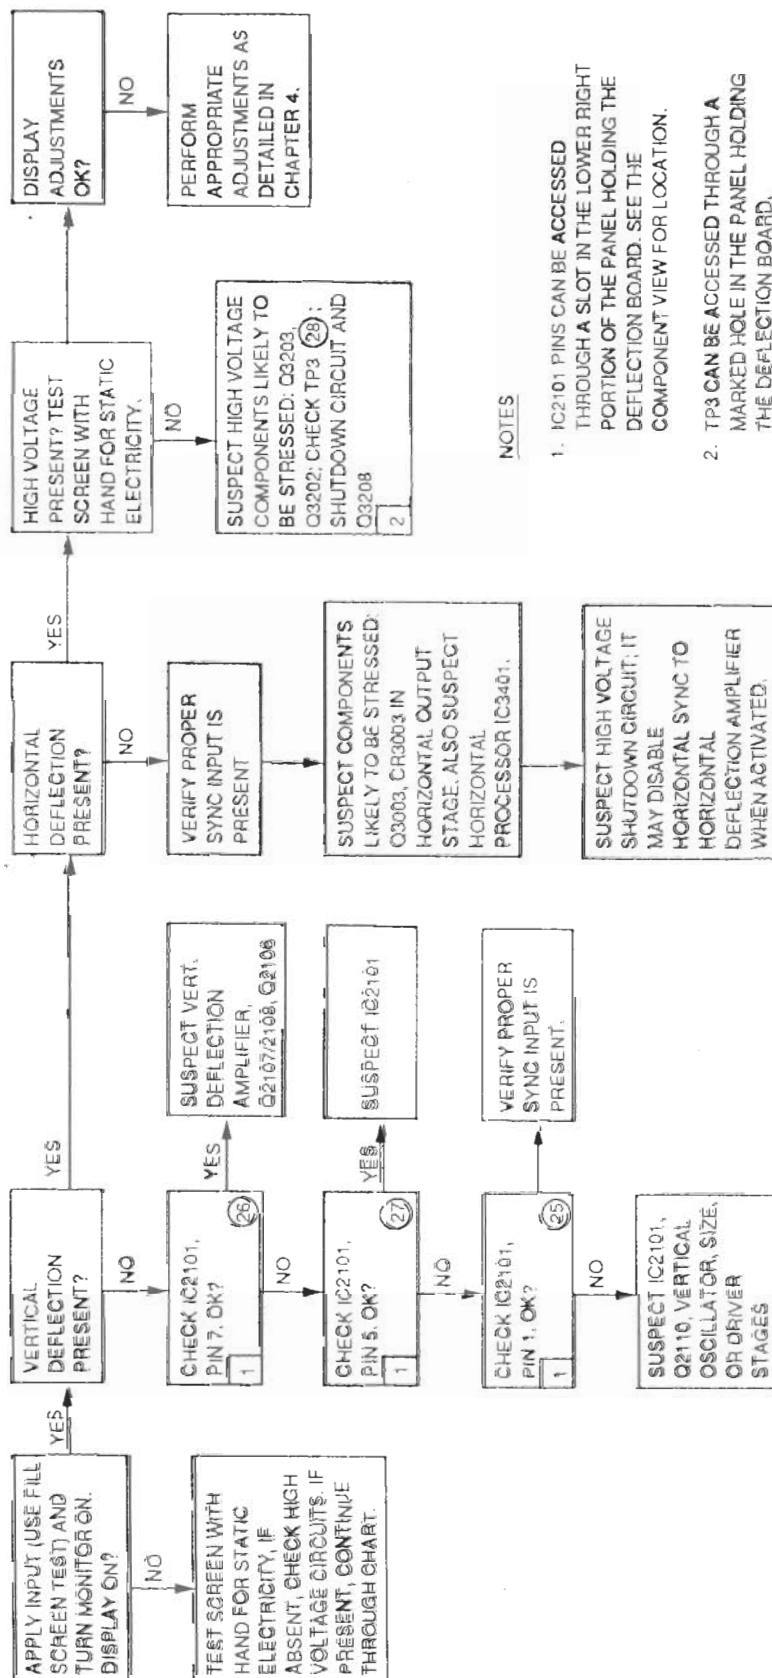 APPLY INPUT (USE FILL
SCREEN TEST) AND
TURN MONITOR ON.
DISPLAY ON?
YES
NO
TEST SCREEN WITH
HAND FOR STATIC
ELECTRICITY, IF
ABSENT, CHECK HIGH
VOLTAGE CIRCUITS. IF
PRESENT, CONTINUE
THROUGH CHART.
VERTICAL
DEFLECTION
PRESENT?
YES
NO
CHECK IC2101,
PIN 7, OK?
1
26
YES
SUSPECT VERT.
DEFLECTION
AMPLIFIER,
Q2107/2108, Q2106
NO
CHECK IC2101,
PIN 5, OK?
1
27
YES
SUSPECT IC2101
NO
CHECK IC2101,
PIN 1, OK?
1
25
VERIFY PROPER
SYNC INPUT IS
PRESENT.
NO
SUSPECT IC2101,
Q2110, VERTICAL
OSCILLATOR, SIZE,
OR DRIVER
STAGES
HORIZONTAL
DEFLECTION
PRESENT?
YES
NO
VERIFY PROPER
SYNC INPUT IS
PRESENT
SUSPECT COMPONENTS
LIKELY TO BE STRESSED:
Q3003, CR3003 IN
HORIZONTAL OUTPUT
STAGE. ALSO SUSPECT
HORIZONTAL
PROCESSOR IC3401.
SUSPECT HIGH VOLTAGE
SHUTDOWN CIRCUIT; IT
MAY DISABLE
HORIZONTAL SYNC TO
HORIZONTAL
DEFLECTION AMPLIFIER
WHEN ACTIVATED.
HIGH VOLTAGE
PRESENT? TEST
SCREEN WITH
HAND FOR STATIC
ELECTRICITY.
NO
SUSPECT HIGH VOLTAGE
COMPONENTS LIKELY TO
BE STRESSED: Q3203,
Q3202; CHECK TP3 28;
SHUTDOWN CIRCUIT AND
Q3208
2
DISPLAY
ADJUSTMENTS
OK?
NO
PERFORM
APPROPRIATE
ADJUSTMENTS AS
DETAILED IN
CHAPTER 4.
NOTES
1. IC2101 PINS CAN BE ACCESSED
THROUGH A SLOT IN THE LOWER RIGHT
PORTION OF THE PANEL HOLDING THE
DEFLECTION BOARD. SEE THE
COMPONENT VIEW FOR LOCATION.
2. TP3 CAN BE ACCESSED THROUGH A
MARKED HOLE IN THE PANEL HOLDING
THE DEFLECTION BOARD.